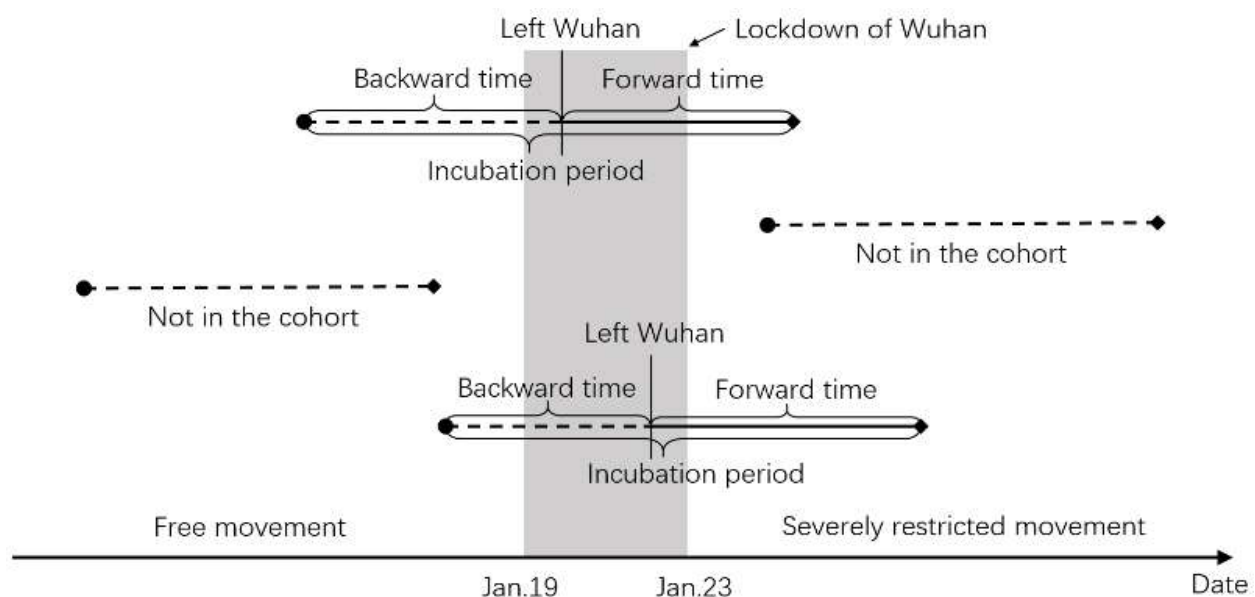 Left Wuhan
Lockdown of Wuhan
Backward time
Forward time
Incubation period
Not in the cohort
Not in the cohort
Left Wuhan
Backward time
Forward time
Incubation period
Free movement
Severely restricted movement
Jan.19
Jan.23
Date